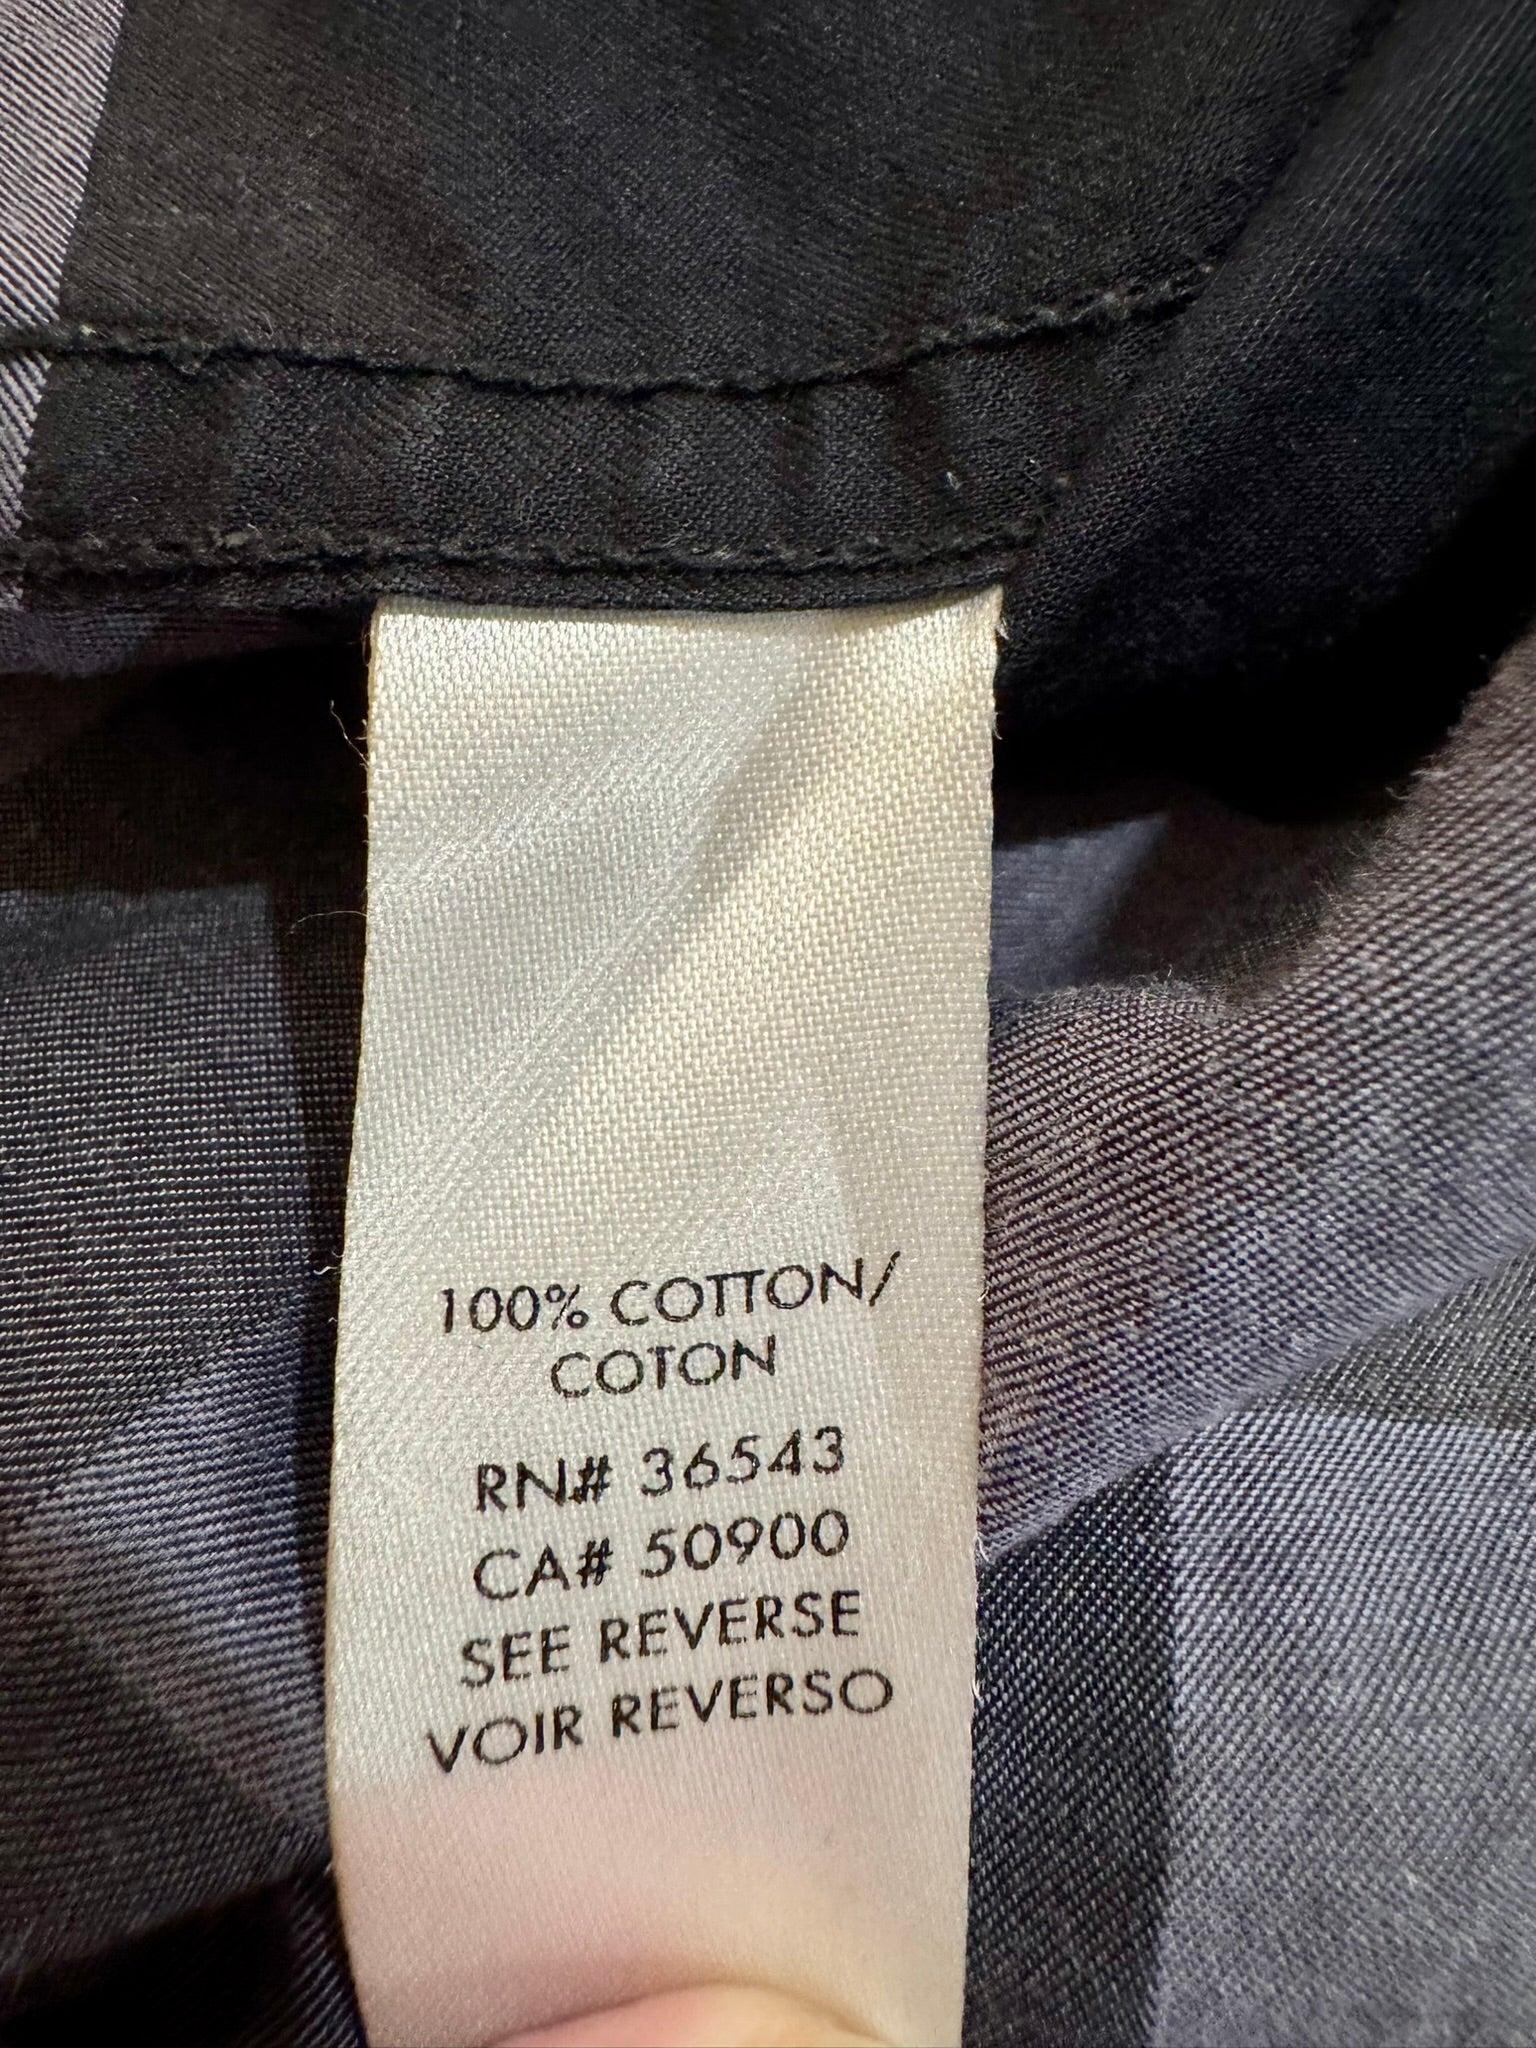 100% COTTON/
COTON
RN# 36543
CA# 50900
SEE REVERSE
VOIR REVERSO